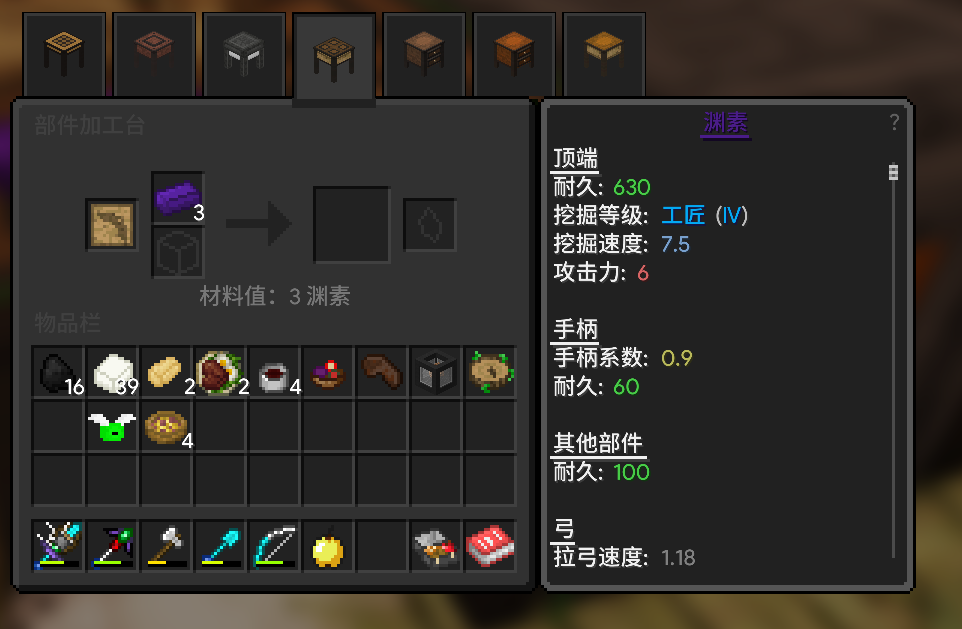 部件加工台
3
材料值：3 渊素
物品栏
16
39
2
2
4
4
渊素
?
顶端
耐久: 630
挖掘等级: 工匠 (IV)
挖掘速度: 7.5
攻击力: 6
手柄
手柄系数: 0.9
耐久: 60
其他部件
耐久: 100
弓
拉弓速度: 1.18